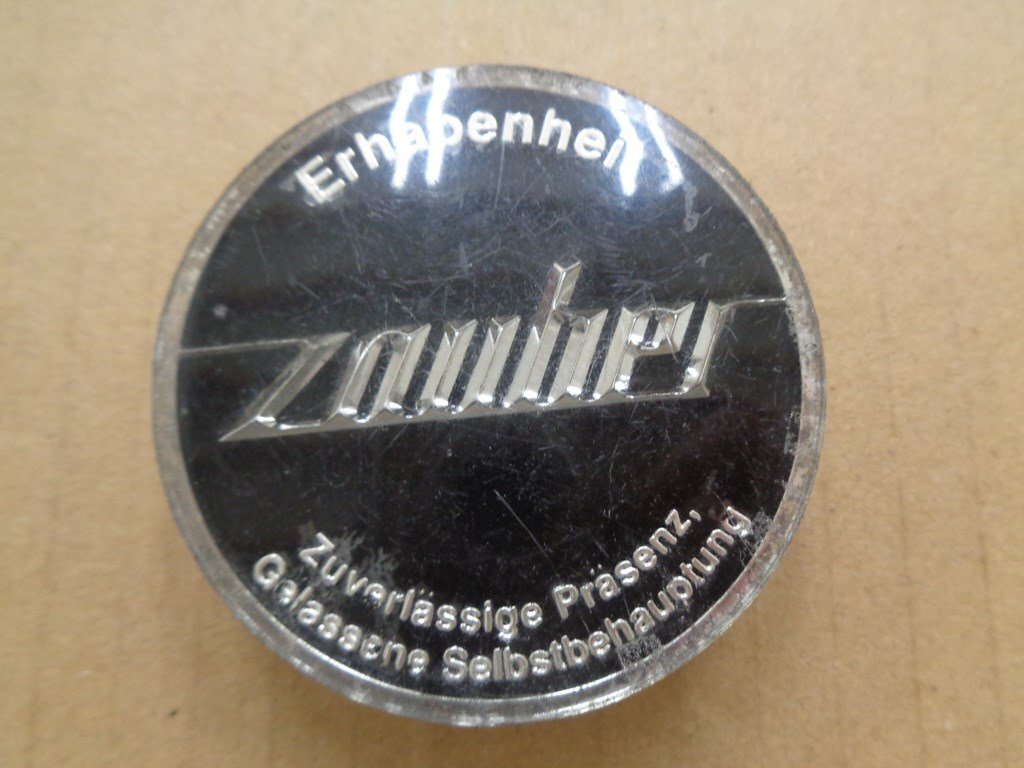 Erhabenheit
zauber
Zuverlässige Präsenz,
Gelassene Selbstbehauptung